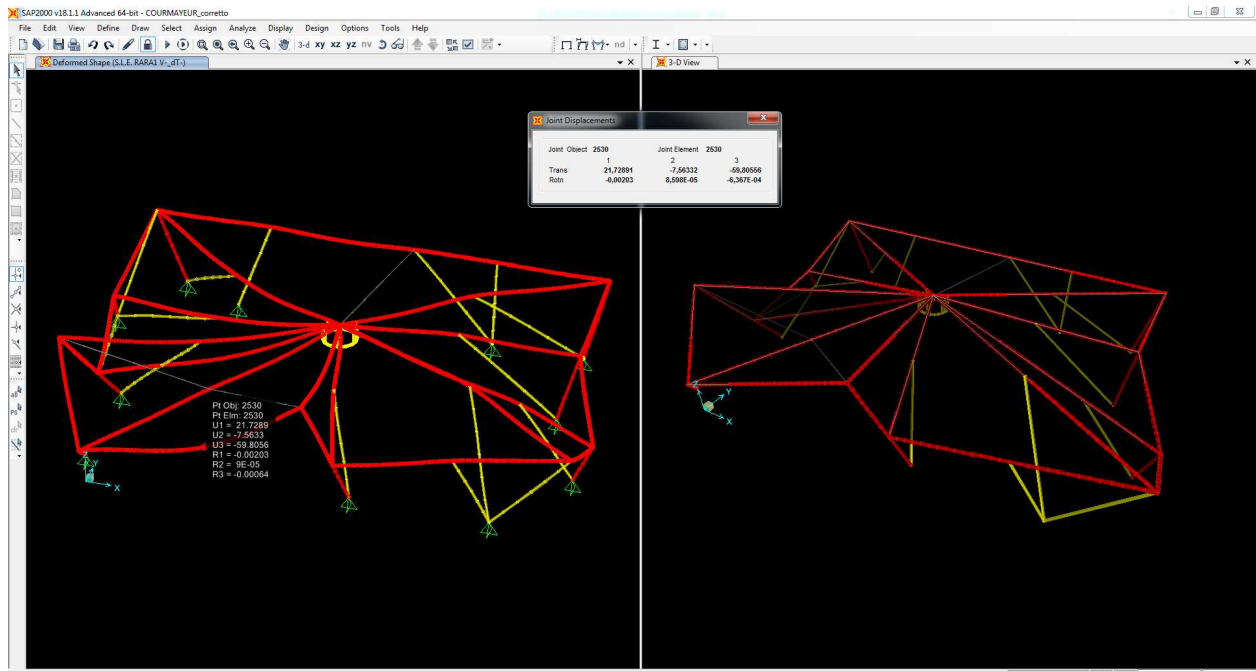 SAP2000 v18.1.1 Advanced 64-bit - COURMAYEUR_corretto
File Edit View Define Draw Select Assign Analyze Display Design Options Tools Help
3-d xy xz yz nv nd
Deformed Shape (S.L.E. RARA1 V-_dT-)
3-D View
Joint Displacements
Joint Object 2530 Joint Element 2530
1 2 3
Trans 21,72891 -7,56332 -59,80556
Rotn -0,00203 8,598E-05 -6,367E-04
all
PS
clr
Pt Obj: 2530
Pt Elm: 2530
U1 = 21.7289
U2 = -7.5633
U3 = -59.8056
R1 = -0.00203
R2 = 9E-05
R3 = -0.00064
Z
Y
X
Z
Y
X